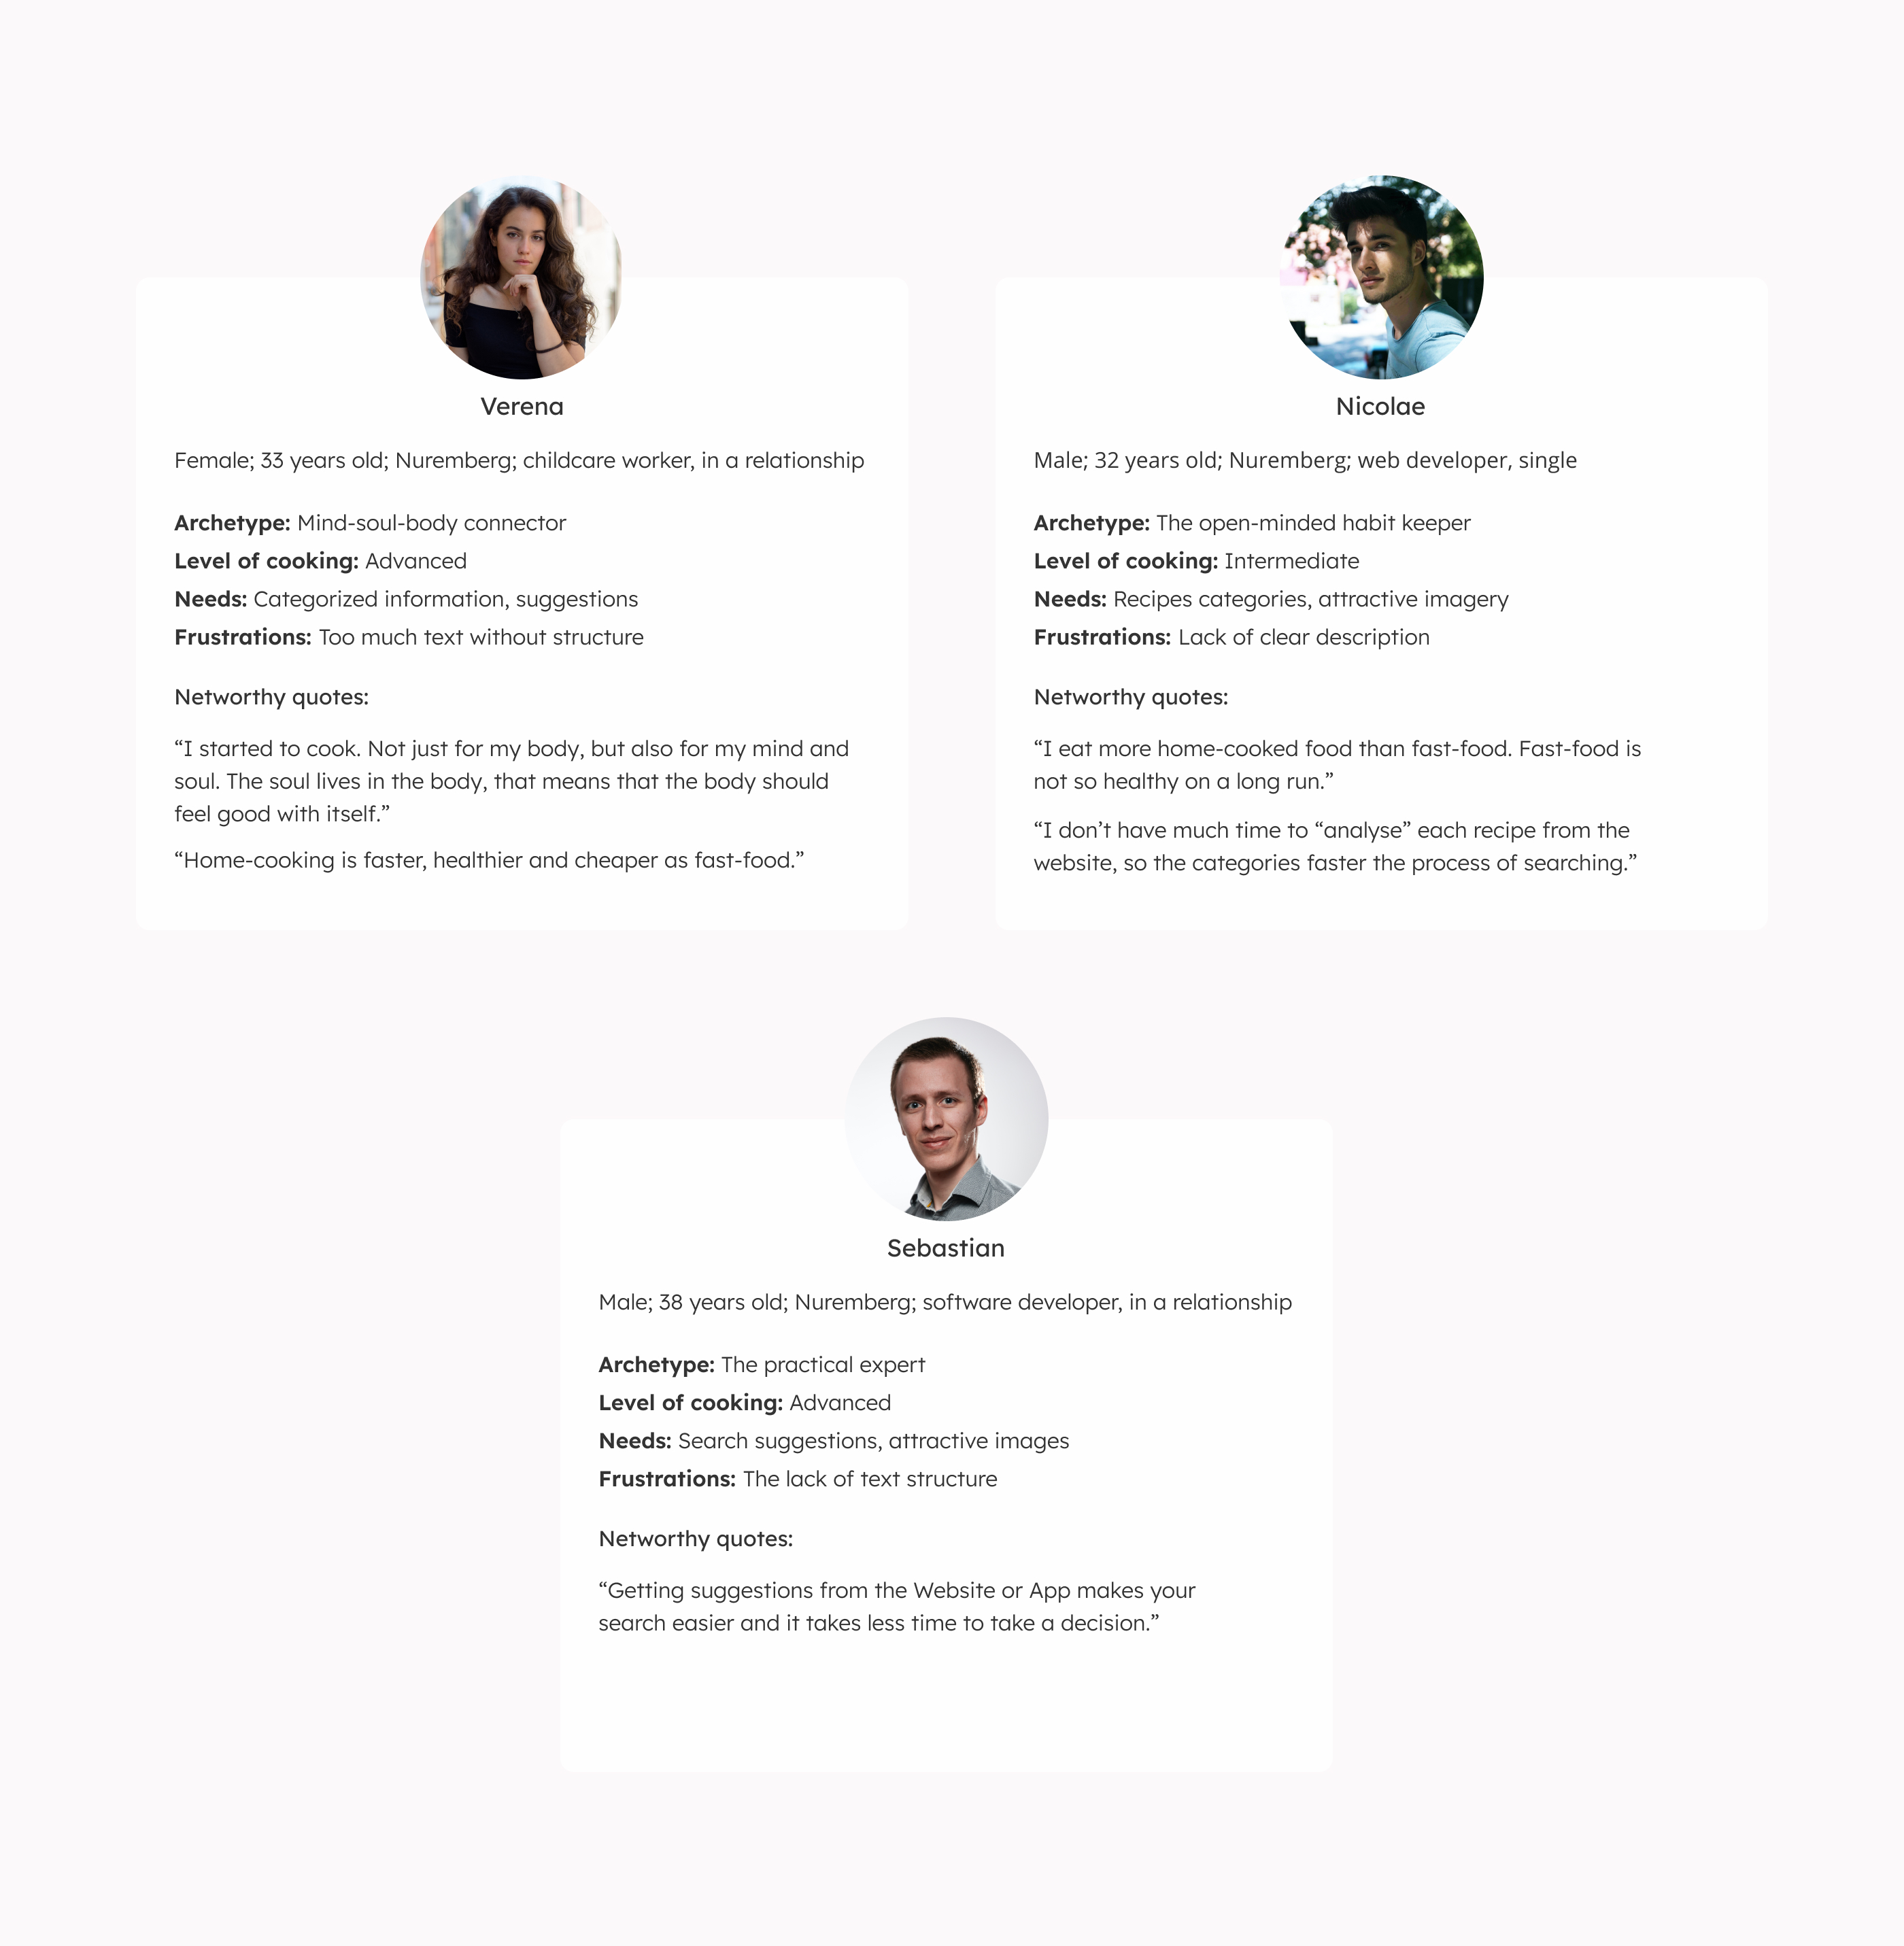 Verena
Female; 33 years old; Nuremberg; childcare worker, in a relationship
Archetype: Mind-soul-body connector
Level of cooking: Advanced
Needs: Categorized information, suggestions
Frustrations: Too much text without structure
Networthy quotes:
“I started to cook. Not just for my body, but also for my mind and
soul. The soul lives in the body, that means that the body should
feel good with itself.”
“Home-cooking is faster, healthier and cheaper as fast-food.”
Nicolae
Male; 32 years old; Nuremberg; web developer, single
Archetype: The open-minded habit keeper
Level of cooking: Intermediate
Needs: Recipes categories, attractive imagery
Frustrations: Lack of clear description
Networthy quotes:
“I eat more home-cooked food than fast-food. Fast-food is
not so healthy on a long run.”
“I don’t have much time to “analyse” each recipe from the
website, so the categories faster the process of searching.”
Sebastian
Male; 38 years old; Nuremberg; software developer, in a relationship
Archetype: The practical expert
Level of cooking: Advanced
Needs: Search suggestions, attractive images
Frustrations: The lack of text structure
Networthy quotes:
“Getting suggestions from the Website or App makes your
search easier and it takes less time to take a decision.”